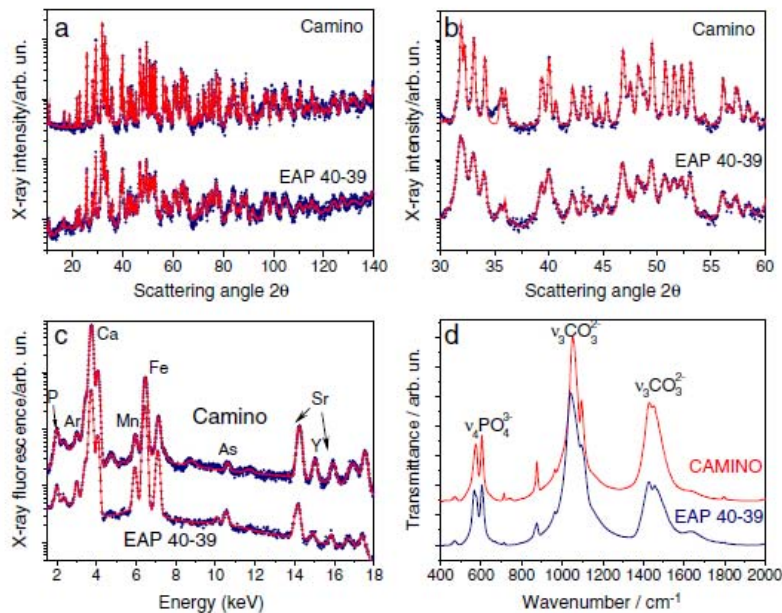 a
Camino
EAP 40-39
X-ray intensity/arb. un.
20 40 60 80 100 120 140
Scattering angle 2θ
b
Camino
EAP 40-39
X-ray intensity/arb. un.
30 35 40 45 50 55 60
Scattering angle 2θ
c
P
Ar
Ca
Mn
Fe
Camino
As
Sr
Y
EAP 40-39
X-ray fluorescence/arb. un.
2 4 6 8 10 12 14 16 18
Energy (keV)
d
ν₃CO₃²⁻
ν₃CO₃²⁻
ν₄PO₄³⁻
CAMINO
EAP 40-39
Transmittance / arb. un.
400 600 800 1000 1200 1400 1600 1800 2000
Wavenumber / cm⁻¹